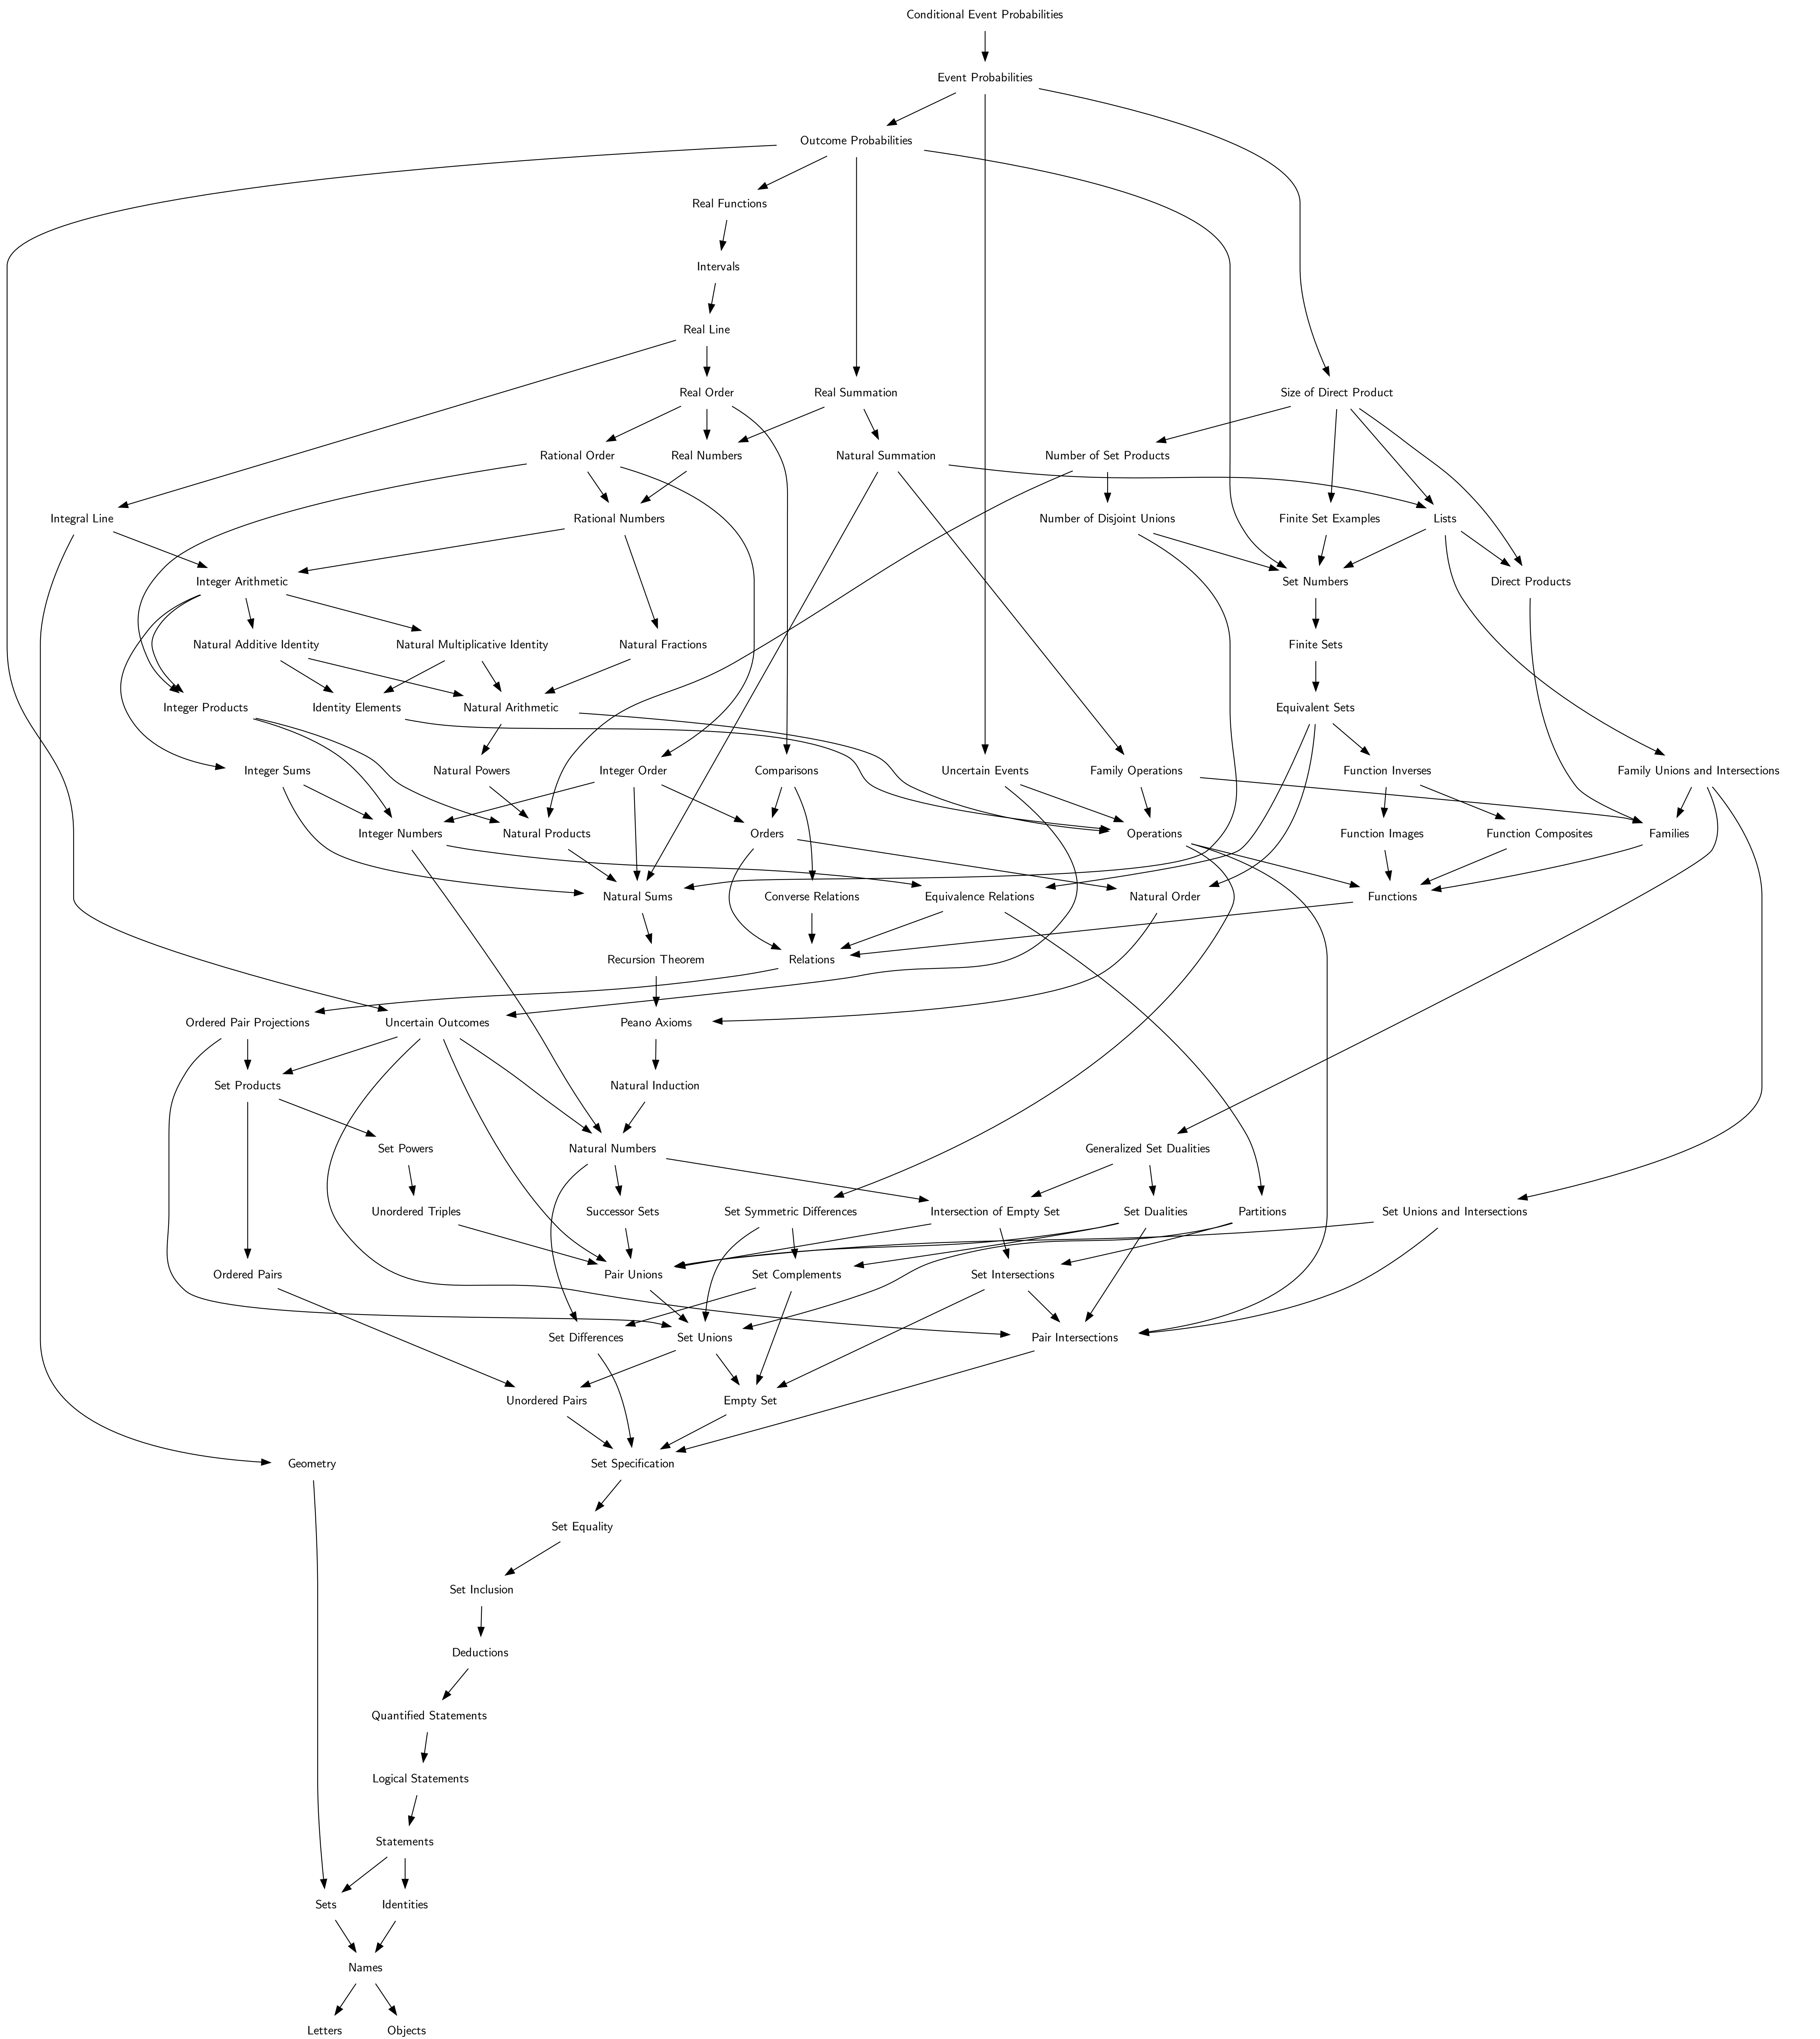 Conditional Event Probabilities
Event Probabilities
Outcome Probabilities
Real Functions
Intervals
Real Line
Real Order
Real Summation
Size of Direct Product
Rational Order
Real Numbers
Natural Summation
Number of Set Products
Integral Line
Rational Numbers
Number of Disjoint Unions
Finite Set Examples
Lists
Integer Arithmetic
Set Numbers
Direct Products
Natural Additive Identity
Natural Multiplicative Identity
Natural Fractions
Finite Sets
Integer Products
Identity Elements
Natural Arithmetic
Equivalent Sets
Integer Sums
Natural Powers
Integer Order
Comparisons
Uncertain Events
Family Operations
Function Inverses
Family Unions and Intersections
Integer Numbers
Natural Products
Orders
Operations
Function Images
Function Composites
Families
Natural Sums
Converse Relations
Equivalence Relations
Natural Order
Functions
Recursion Theorem
Relations
Ordered Pair Projections
Uncertain Outcomes
Peano Axioms
Set Products
Natural Induction
Set Powers
Natural Numbers
Generalized Set Dualities
Unordered Triples
Successor Sets
Set Symmetric Differences
Intersection of Empty Set
Set Dualities
Partitions
Set Unions and Intersections
Ordered Pairs
Pair Unions
Set Complements
Set Intersections
Set Differences
Set Unions
Pair Intersections
Unordered Pairs
Empty Set
Geometry
Set Specification
Set Equality
Set Inclusion
Deductions
Quantified Statements
Logical Statements
Statements
Sets
Identities
Names
Letters
Objects